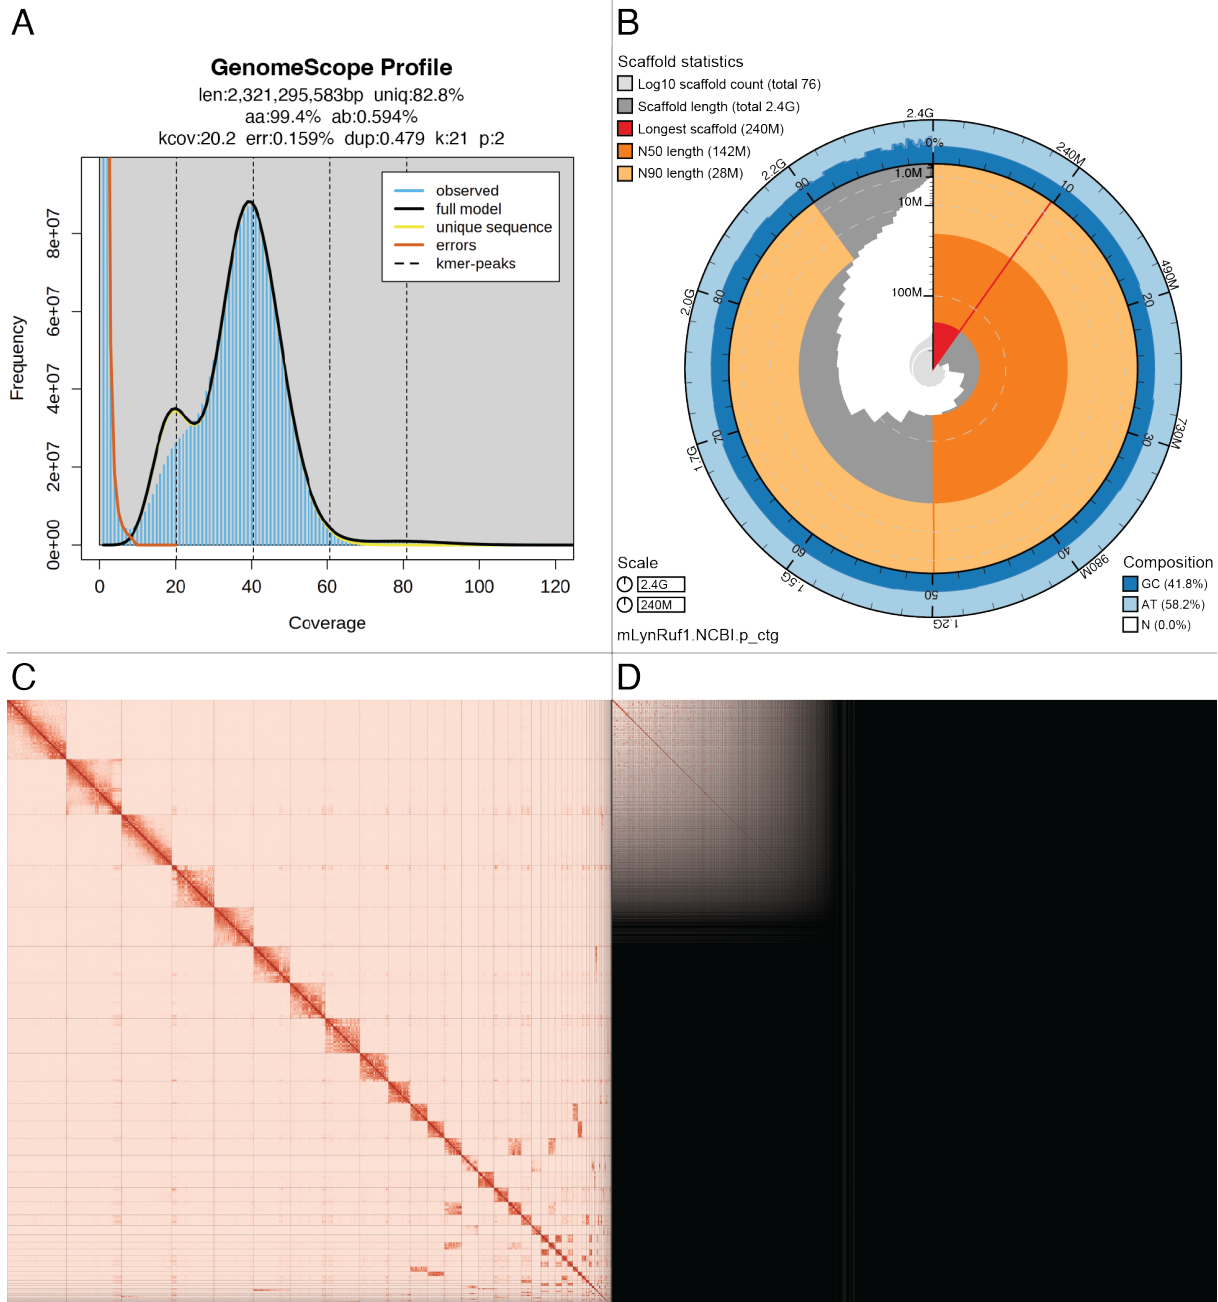 A
GenomeScope Profile
len:2,321,295,583bp uniq:82.8%
aa:99.4% ab:0.594%
kcov:20.2 err:0.159% dup:0.479 k:21 p:2
observed
full model
unique sequence
errors
kmer-peaks
Frequency
8e+07
6e+07
4e+07
2e+07
0e+00
0 20 40 60 80 100 120
Coverage
B
Scaffold statistics
Log10 scaffold count (total 76)
Scaffold length (total 2.4G)
Longest scaffold (240M)
N50 length (142M)
N90 length (28M)
2.4G
0%
1.0M
10M
100M
240M
10
490M
20
730M
30
980M
40
1.2G
50
1.5G
60
1.7G
70
2.0G
80
2.2G
90
Scale
2.4G
240M
mLynRuf1.NCBI.p_ctg
Composition
GC (41.8%)
AT (58.2%)
N (0.0%)
C
D